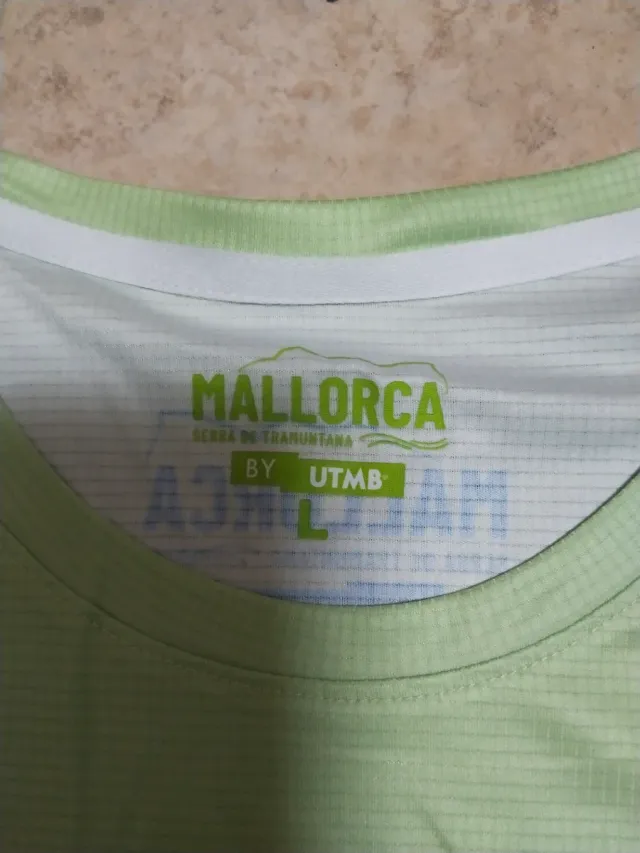 MALLORCA
SERRA DE TRAMUNTANA
BY UTMB®
L